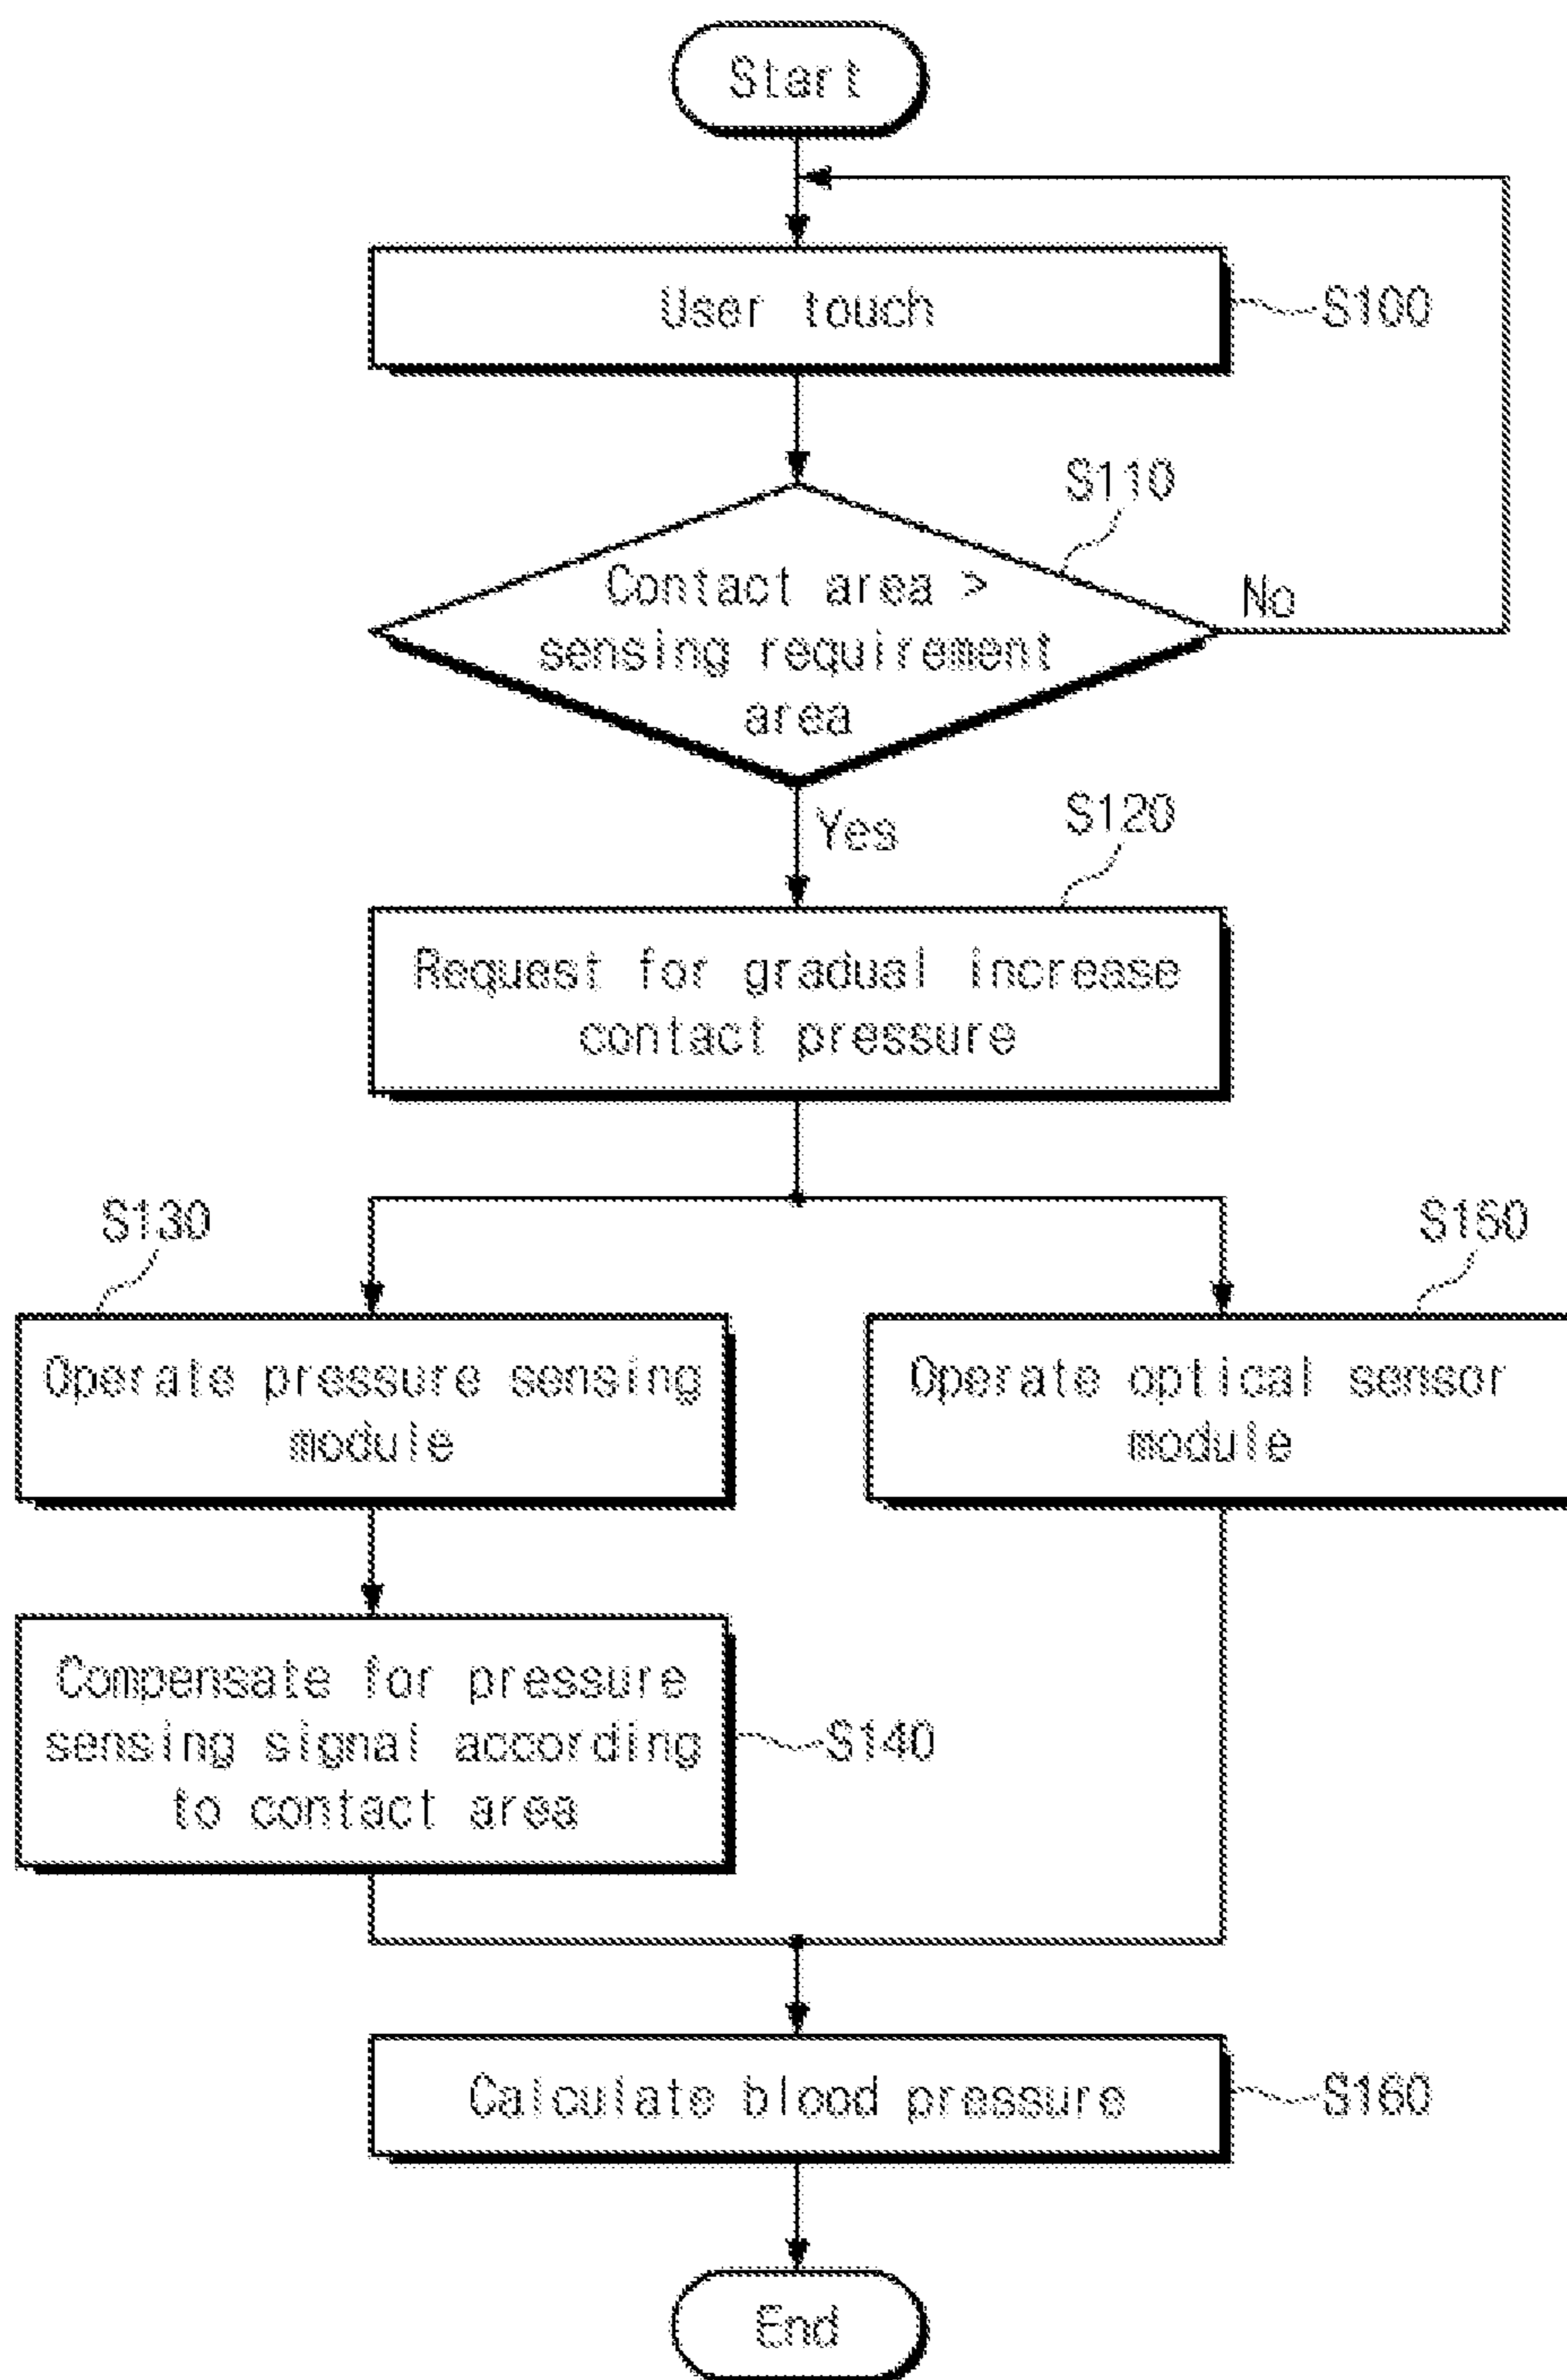 Start
User touch
S100
S110
Contact area >
sensing requirement
area
No
Yes
S120
Request for gradual increase
contact pressure
S130
S150
Operate pressure sensing
module
Operate optical sensor
module
Compensate for pressure
sensing signal according
to contact area
S140
Calculate blood pressure
S160
End